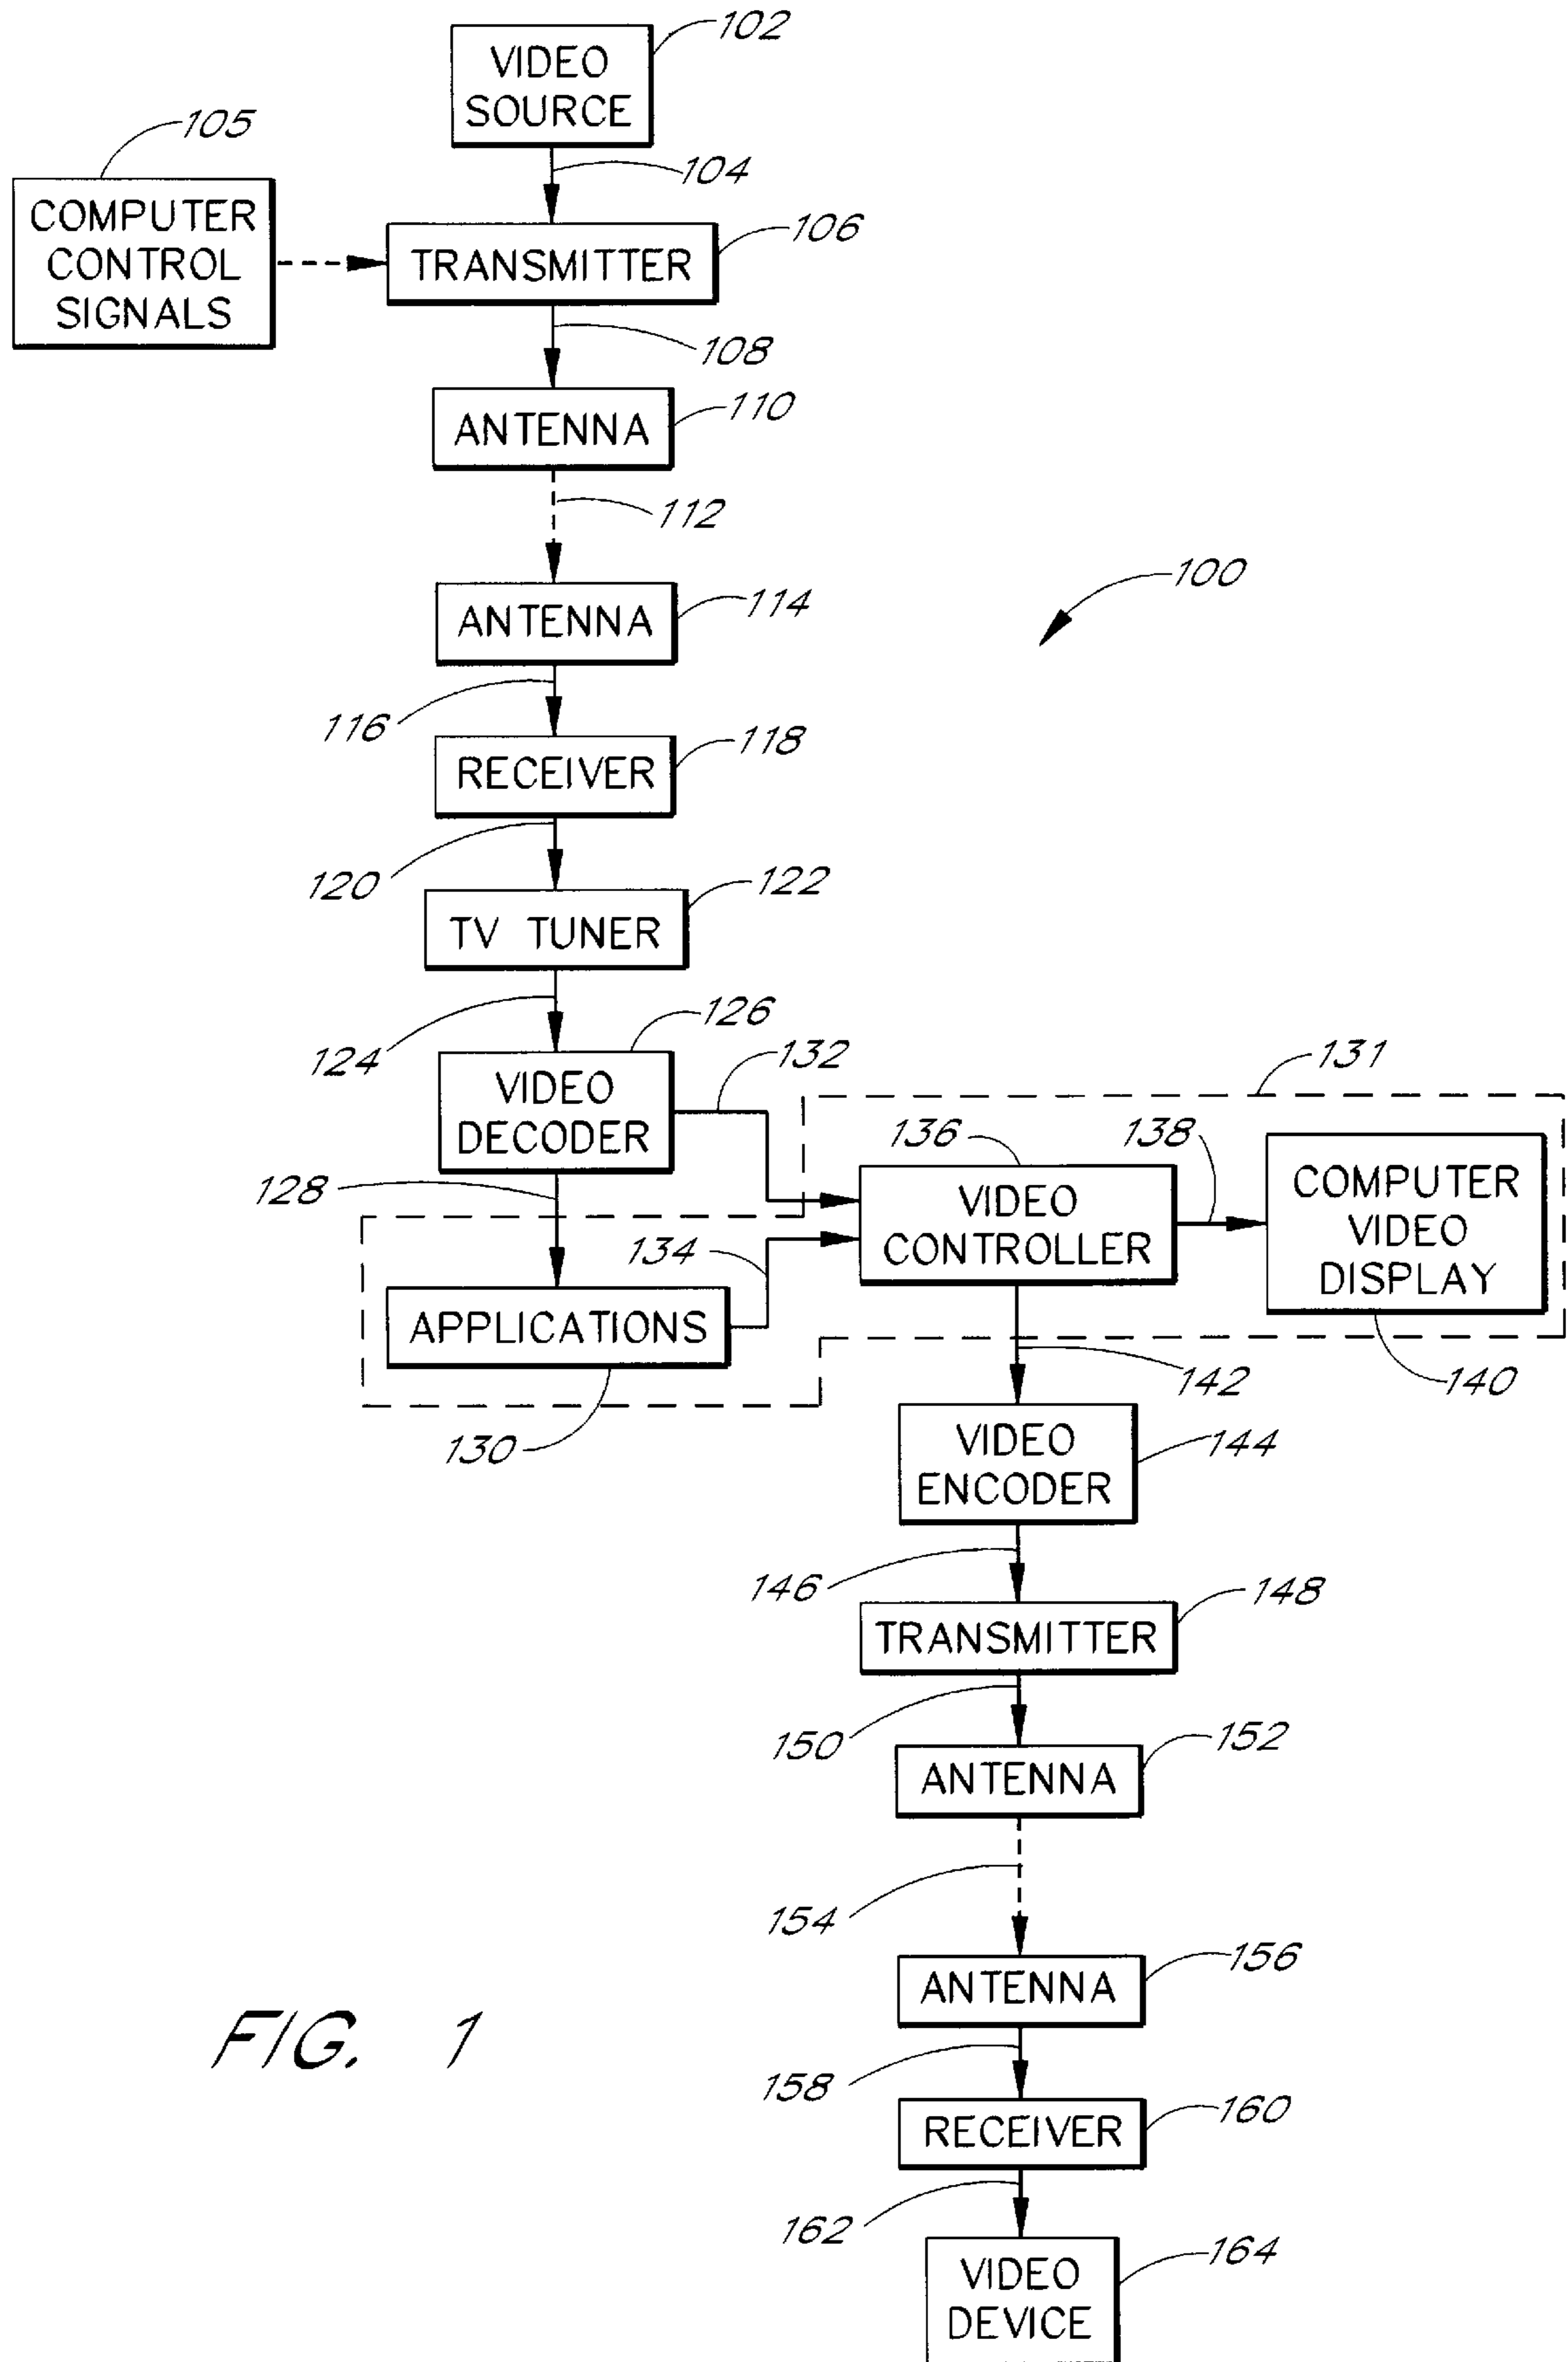 102
VIDEO
SOURCE
105
104
COMPUTER
CONTROL
SIGNALS
106
TRANSMITTER
108
110
ANTENNA
112
100
114
ANTENNA
116
118
RECEIVER
120
122
TV TUNER
124
126
132
VIDEO
DECODER
131
136
138
128
VIDEO
CONTROLLER
COMPUTER
VIDEO
DISPLAY
134
APPLICATIONS
142
140
130
144
VIDEO
ENCODER
146
148
TRANSMITTER
150
152
ANTENNA
154
156
ANTENNA
158
160
RECEIVER
162
164
VIDEO
DEVICE
FIG. 1